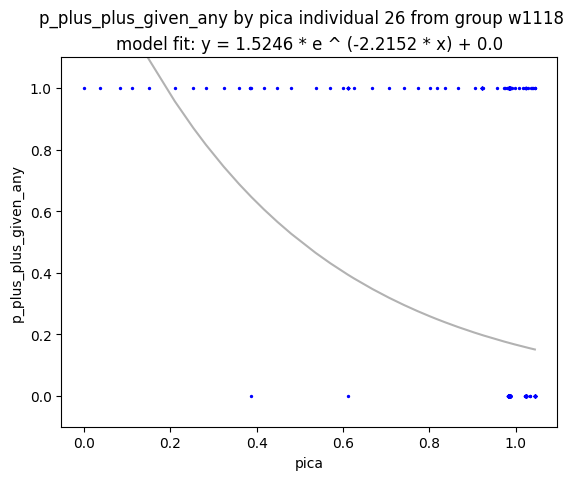 p_plus_plus_given_any by pica individual 26 from group w1118
model fit: y = 1.5246 * e ^ (-2.2152 * x) + 0.0
p_plus_plus_given_any
1.0
0.8
0.6
0.4
0.2
0.0
0.0 0.2 0.4 0.6 0.8 1.0
pica